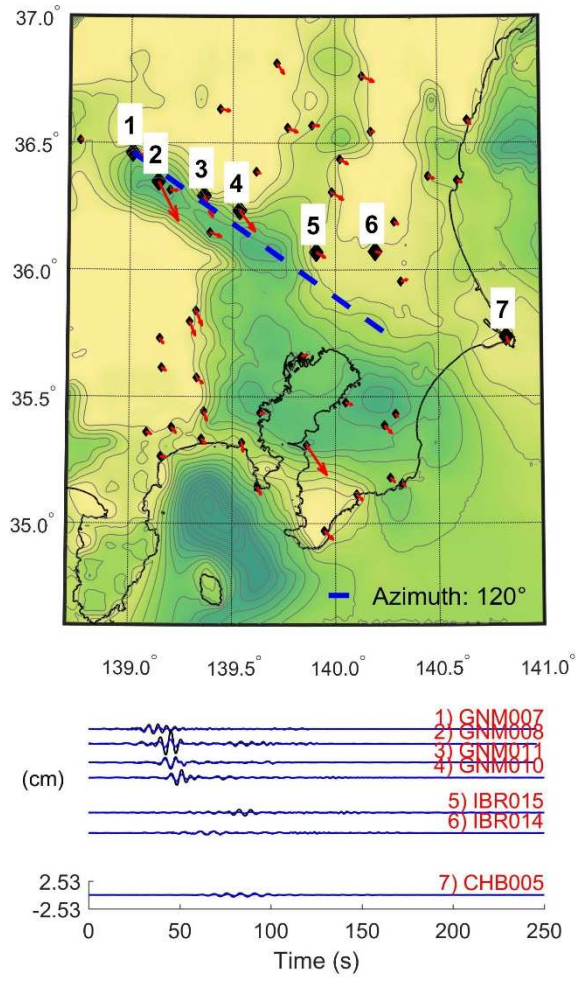 37.0°
36.5°
36.0°
35.5°
35.0°
1
2
3
4
5
6
7
Azimuth: 120°
139.0° 139.5° 140.0° 140.5° 141.0°
1) GNM007
2) GNM008
3) GNM011
4) GNM010
(cm)
5) IBR015
6) IBR014
7) CHB005
2.53
-2.53
0 50 100 150 200 250
Time (s)